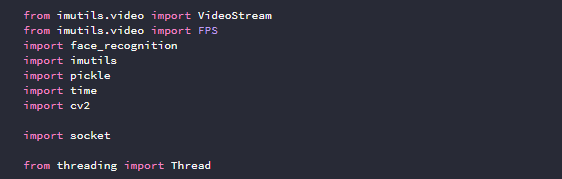 from imutils.video import VideoStream
from imutils.video import FPS
import face_recognition
import imutils
import pickle
import time
import cv2
import socket
from threading import Thread